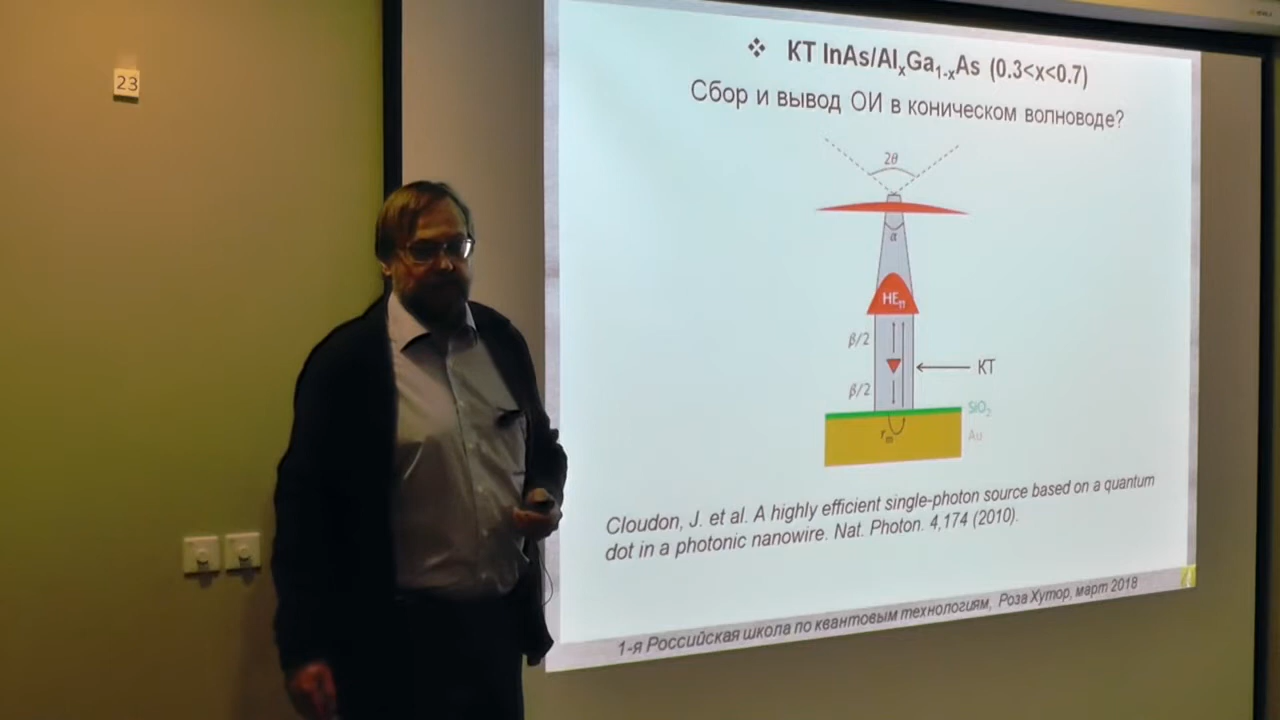 23
❖ КТ InAs/AlxGa1-xAs (0.3<x<0.7)
Сбор и вывод ОИ в коническом волноводе?
2θ
α
HE11
β/2
β/2
КТ
SiO2
Au
rm
Cloudon, J. et al. A highly efficient single-photon source based on a quantum
dot in a photonic nanowire. Nat. Photon. 4,174 (2010).
1-я Российская школа по квантовым технологиям, Роза Хутор, март 2018